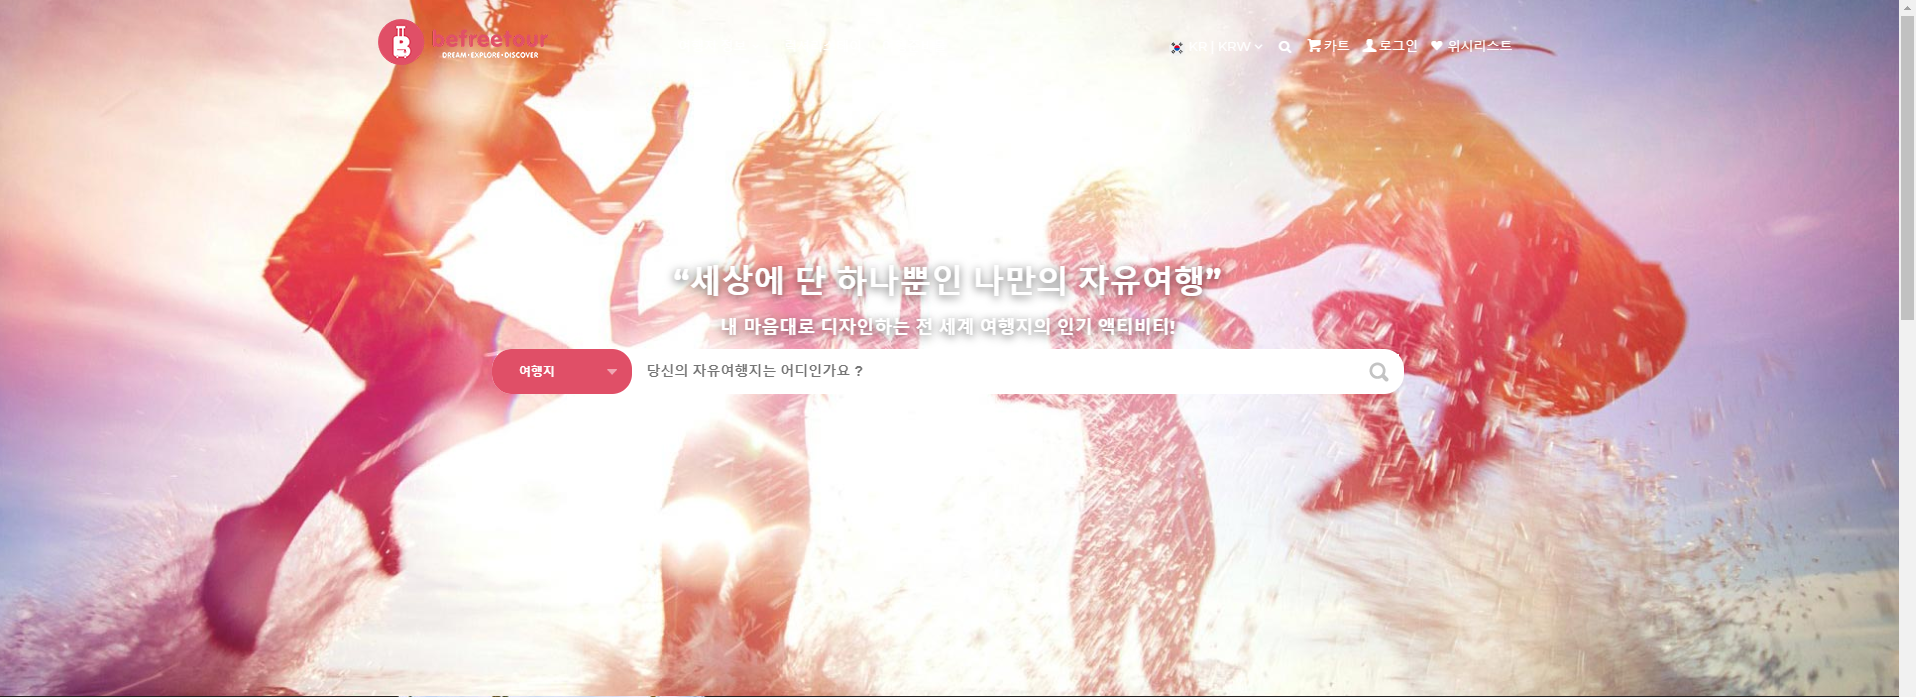 befreetour
DREAM•EXPLORE•DISCOVER
KR | KRW
카트
로그인
위시리스트
“세상에 단 하나뿐인 나만의 자유여행”
내 마음대로 디자인하는 전 세계 여행지의 인기 액티비티!
여행지
당신의 자유여행지는 어디인가요 ?